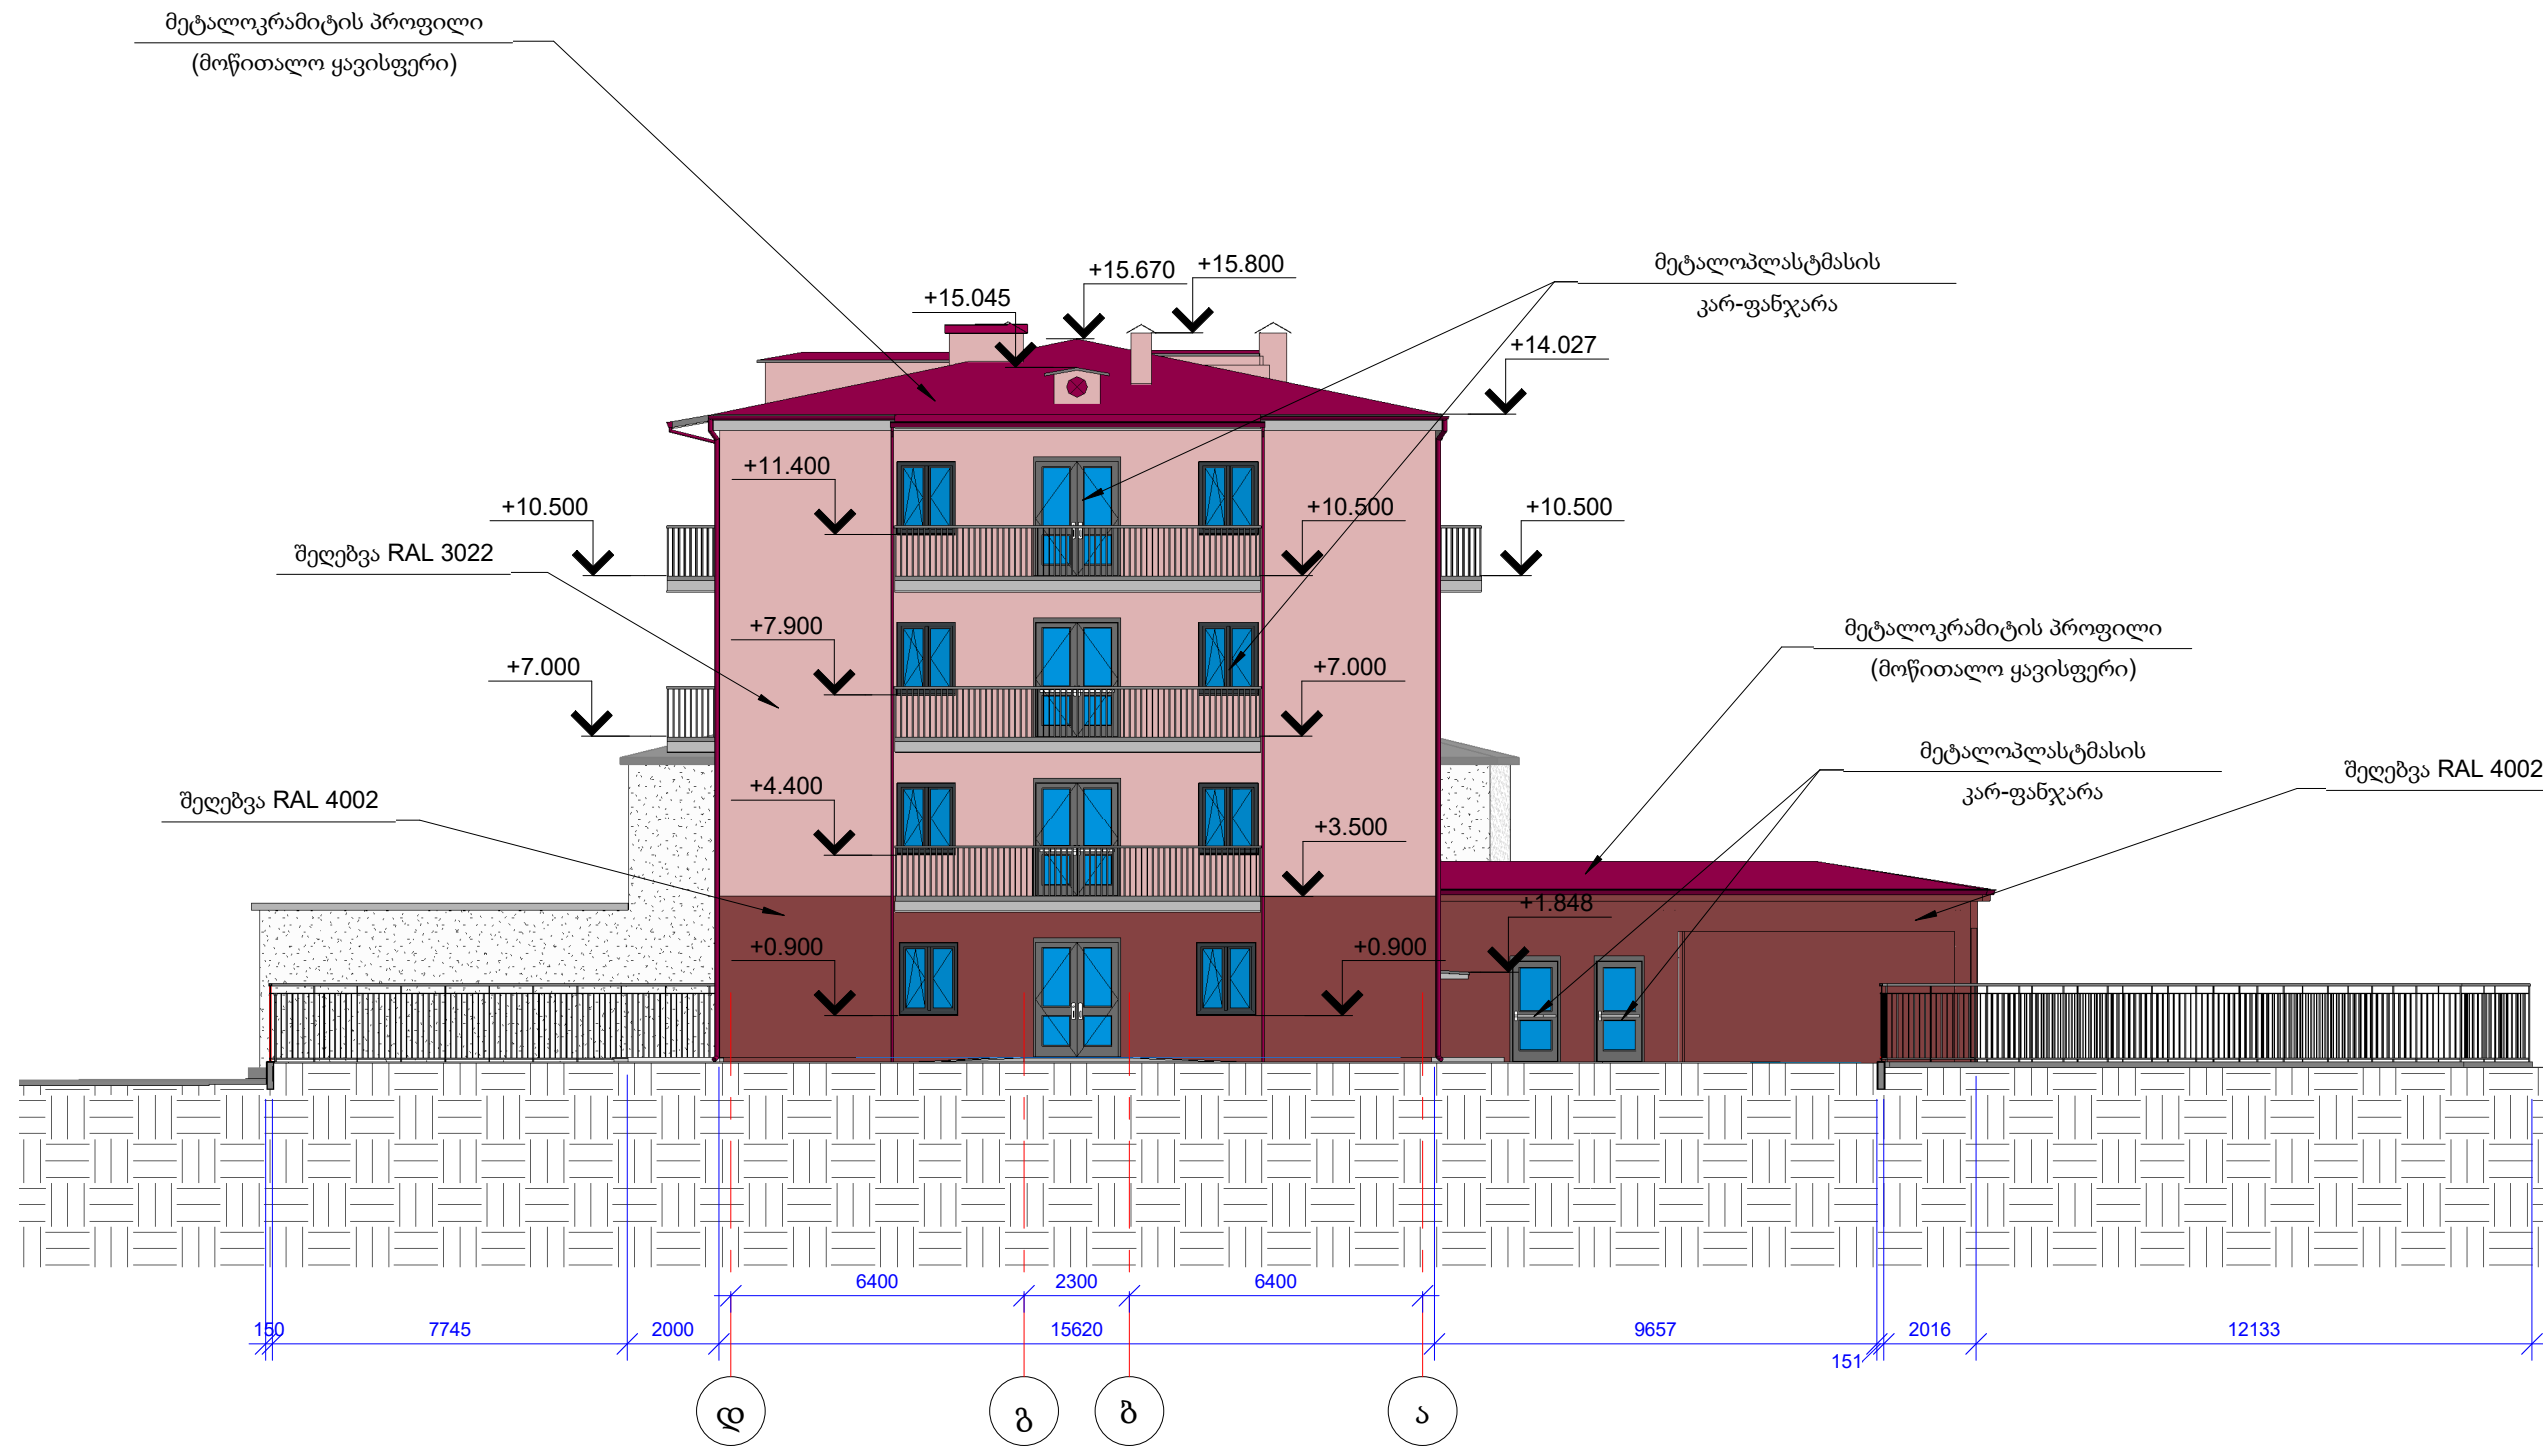 მეტალოკრამიტის პროფილი
(მოწითალო ყავისფერი)
მეტალოპლასტმასის
კარ-ფანჯარა
+15.670
+15.800
+15.045
+14.027
+11.400
+10.500
+10.500
+10.500
შეღებვა RAL 3022
+7.900
+7.000
+7.000
მეტალოკრამიტის პროფილი
(მოწითალო ყავისფერი)
მეტალოპლასტმასის
კარ-ფანჯარა
შეღებვა RAL 4002
შეღებვა RAL 4002
+4.400
+3.500
+1.848
+0.900
+0.900
6400
2300
6400
150
7745
2000
15620
9657
151
2016
12133
დ
გ
ბ
ა